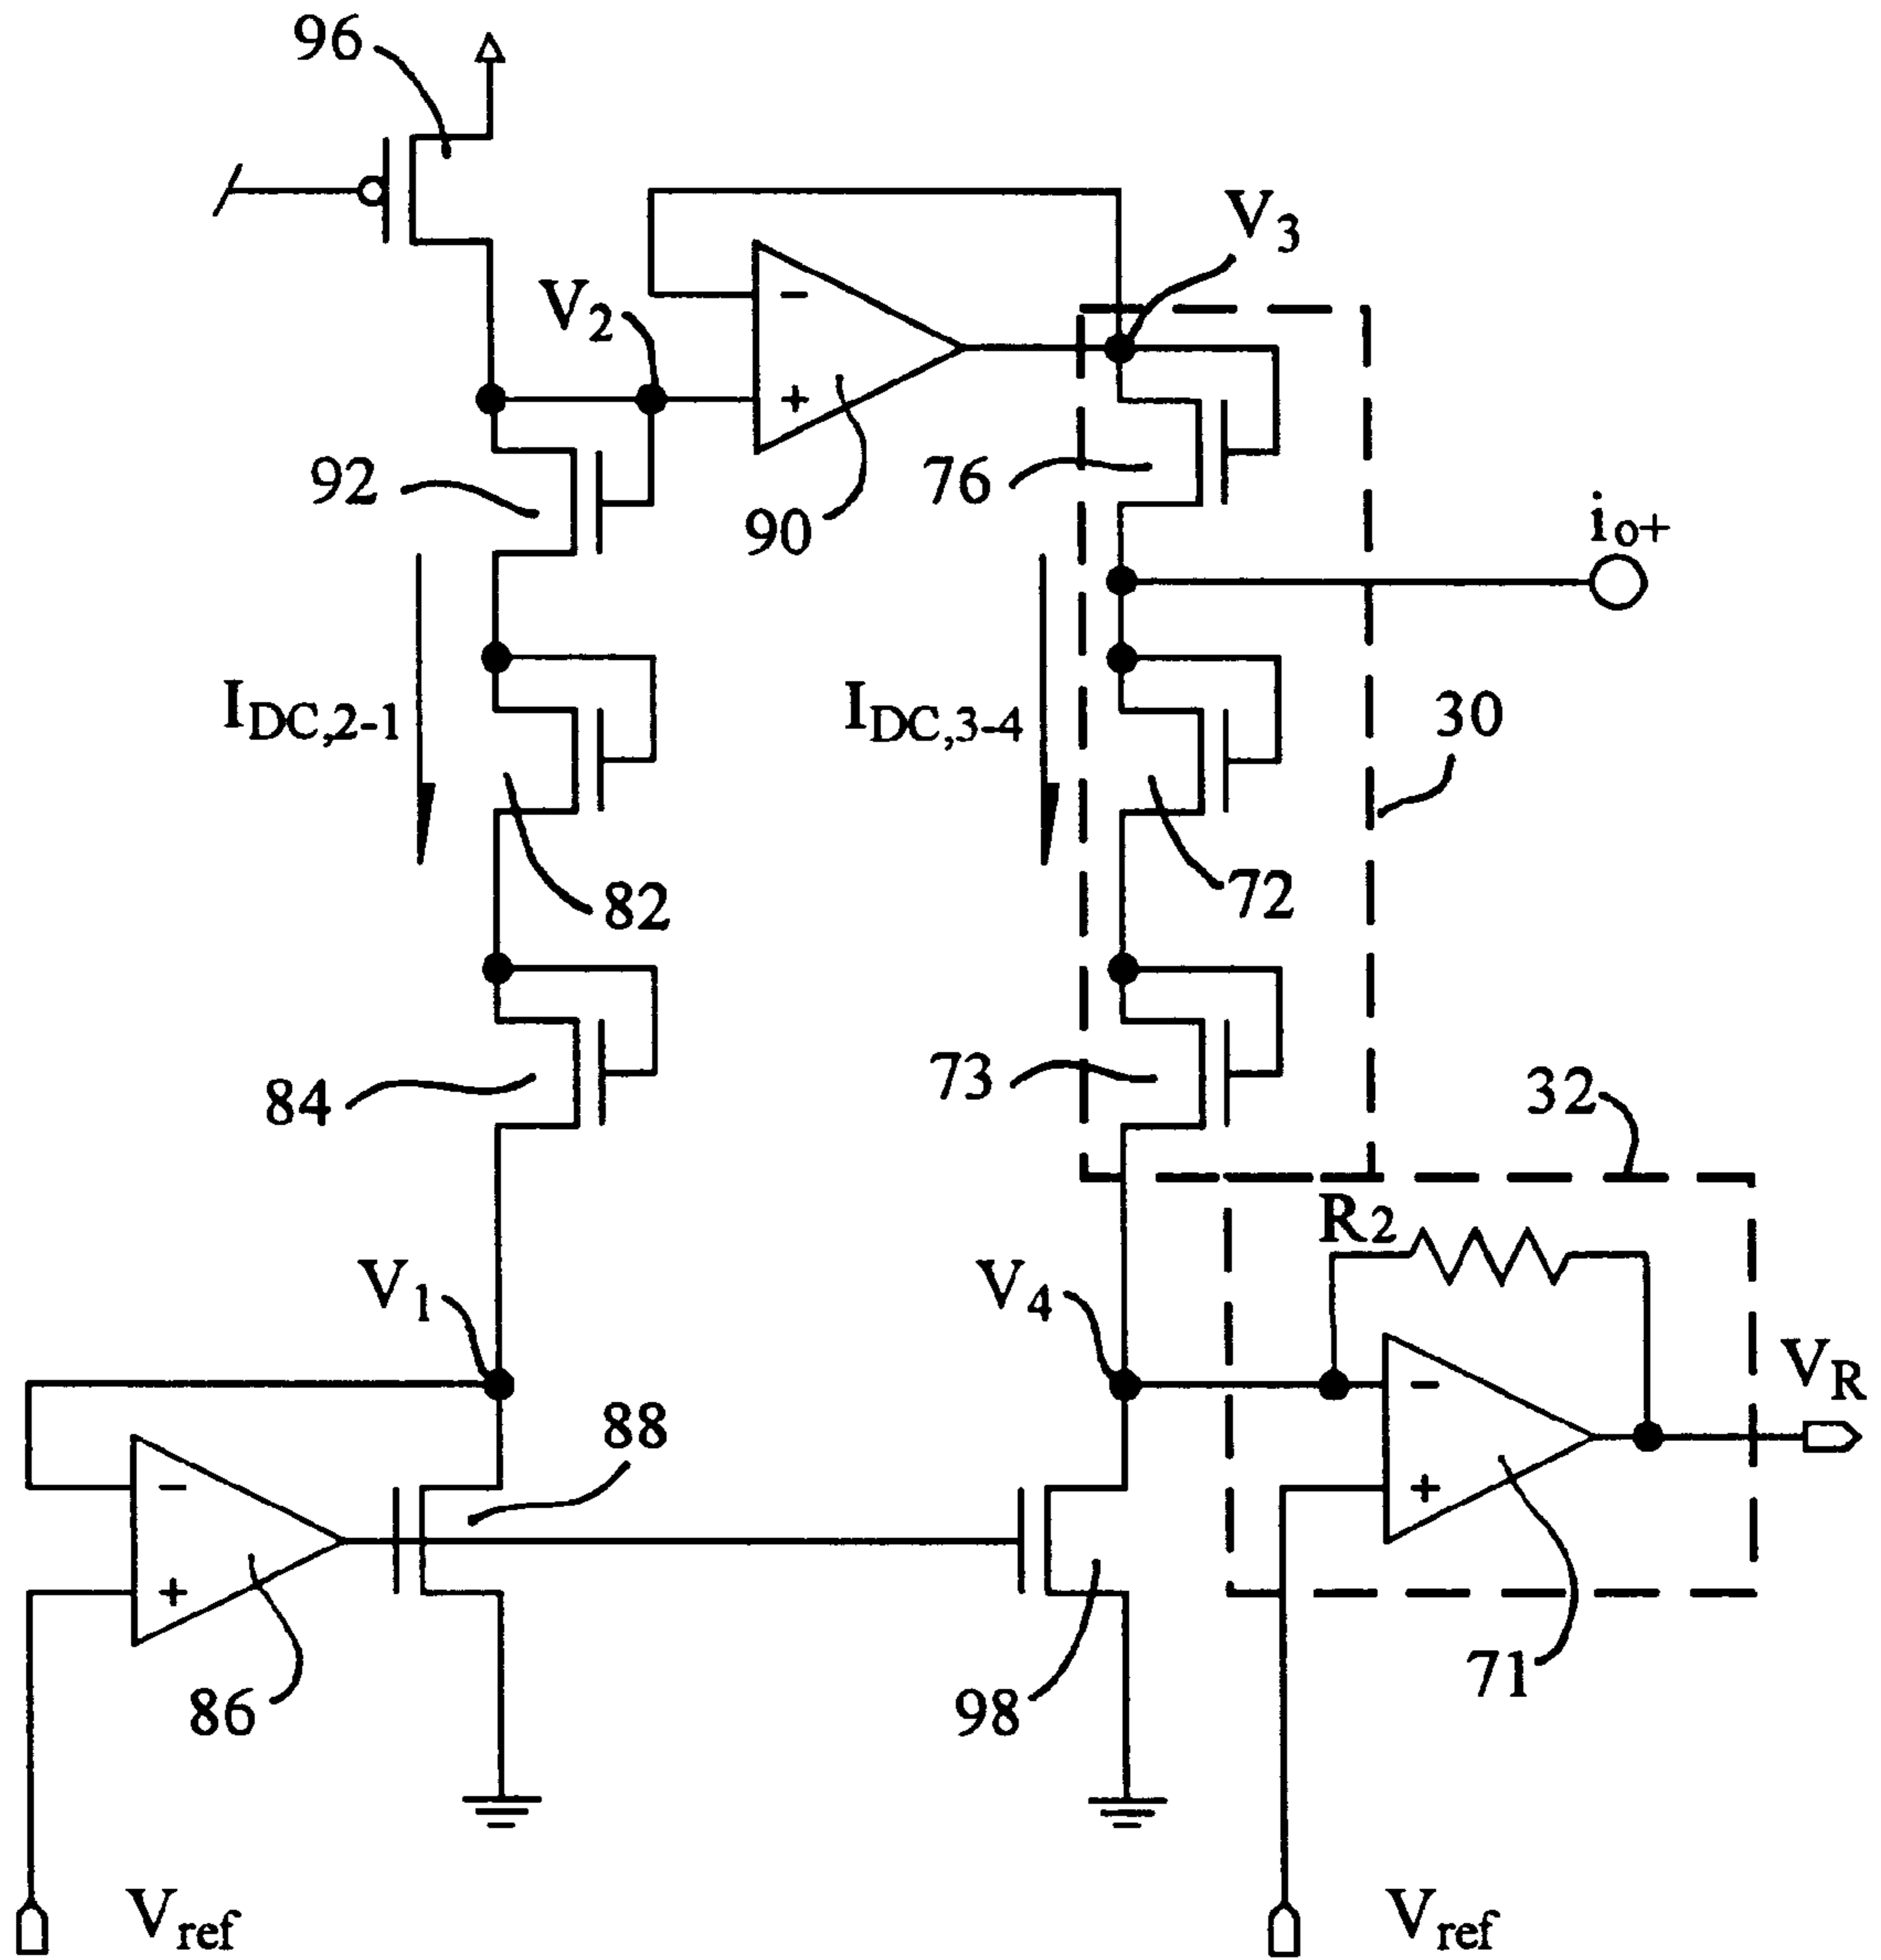 96
V3
V2
−
+
92
76
90
io+
IDC,2-1
IDC,3-4
30
82
72
84
73
32
R2
V1
V4
VR
88
−
−
+
+
86
98
71
Vref
Vref